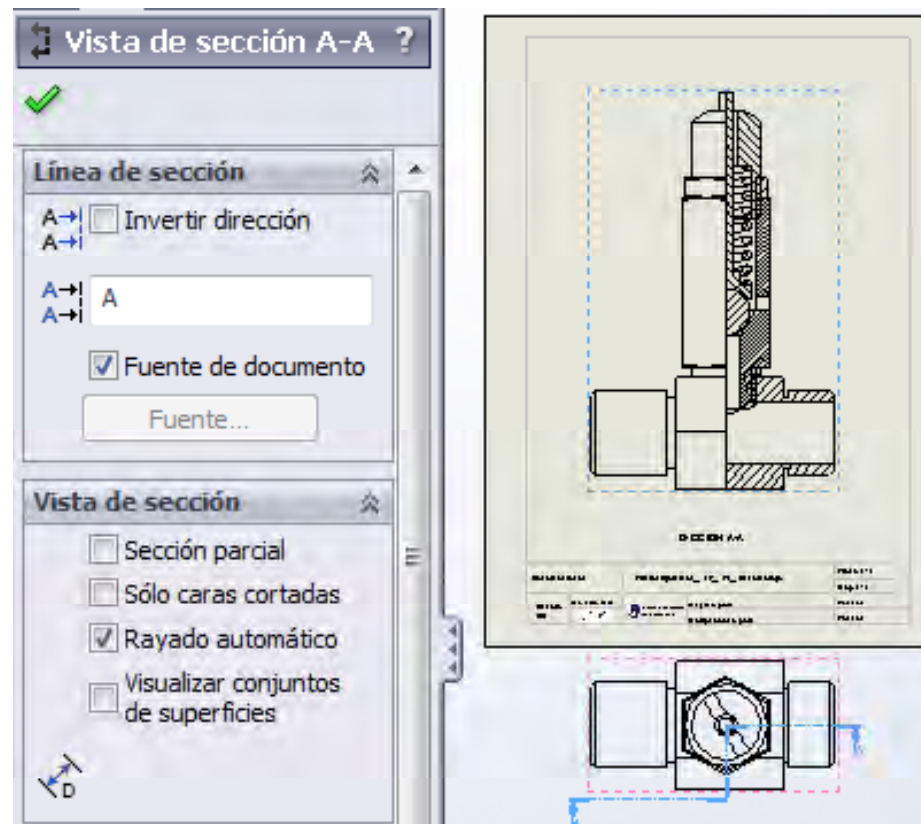 Vista de sección A-A ?
Línea de sección
A
A
Invertir dirección
A
A
A
Fuente de documento
Fuente...
Vista de sección
Sección parcial
Sólo caras cortadas
Rayado automático
Visualizar conjuntos
de superficies
D
SECCIÓN A-A